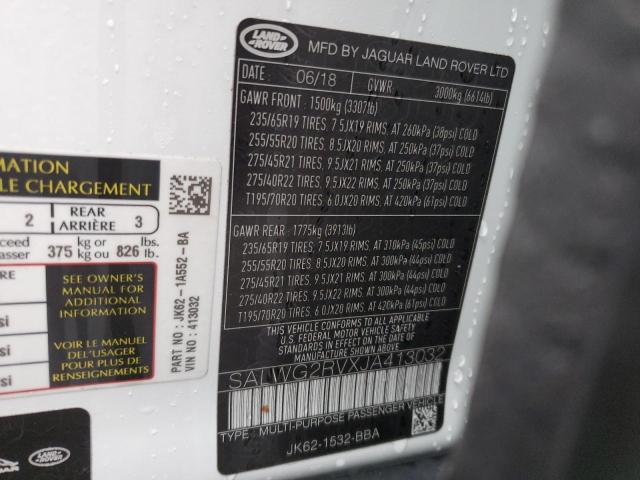 LAND
ROVER
MFD BY JAGUAR LAND ROVER LTD
DATE : 06/18 GVWR 3000kg (6614lb)
GAWR FRONT : 1500kg (3307lb)
235/65R19 TIRES, 7.5JX19 RIMS, AT 260kPa (38psi) COLD
255/55R20 TIRES, 8.5JX20 RIMS, AT 250kPa (37psi) COLD
275/45R21 TIRES, 9.5JX21 RIMS, AT 250kPa (37psi) COLD
275/40R22 TIRES, 9.5JX22 RIMS, AT 250kPa (37psi) COLD
T195/70R20 TIRES, 6.0JX20 RIMS, AT 420kPa (61psi) COLD
GAWR REAR: 1775kg (3913lb)
235/65R19 TIRES, 7.5JX19 RIMS, AT 310kPa (45psi) COLD
255/55R20 TIRES, 8.5JX20 RIMS, AT 300kPa (44psi) COLD
275/45R21 TIRES, 9.5JX21 RIMS, AT 300kPa (44psi) COLD
275/40R22 TIRES, 9.5JX22 RIMS, AT 300kPa (44psi) COLD
T195/70R20 TIRES, 6.0JX20 RIMS, AT 420kPa (61psi) COLD
THIS VEHICLE CONFORMS TO ALL APPLICABLE
U.S. FEDERAL MOTOR VEHICLE SAFETY
STANDARDS IN EFFECT ON THE DATE OF
MANUFACTURE SHOWN ABOVE.
SALWG2RVXJA413032
TYPE : MULTI-PURPOSE PASSENGER VEHICLE
JK62-1532-BBA
MATION
LE CHARGEMENT
2 REAR ARRIÈRE 3
xceed
asser 375 kg or kg ou 826 lbs. lb.
SEE OWNER'S
MANUAL FOR
ADDITIONAL
INFORMATION
VOIR LE MANUEL
DE L'USAGER
POUR PLUS DE
RENSEIGNEMENTS
PART NO : JK62-1A552-BA
VIN NO : 413032
LAND
ROVER